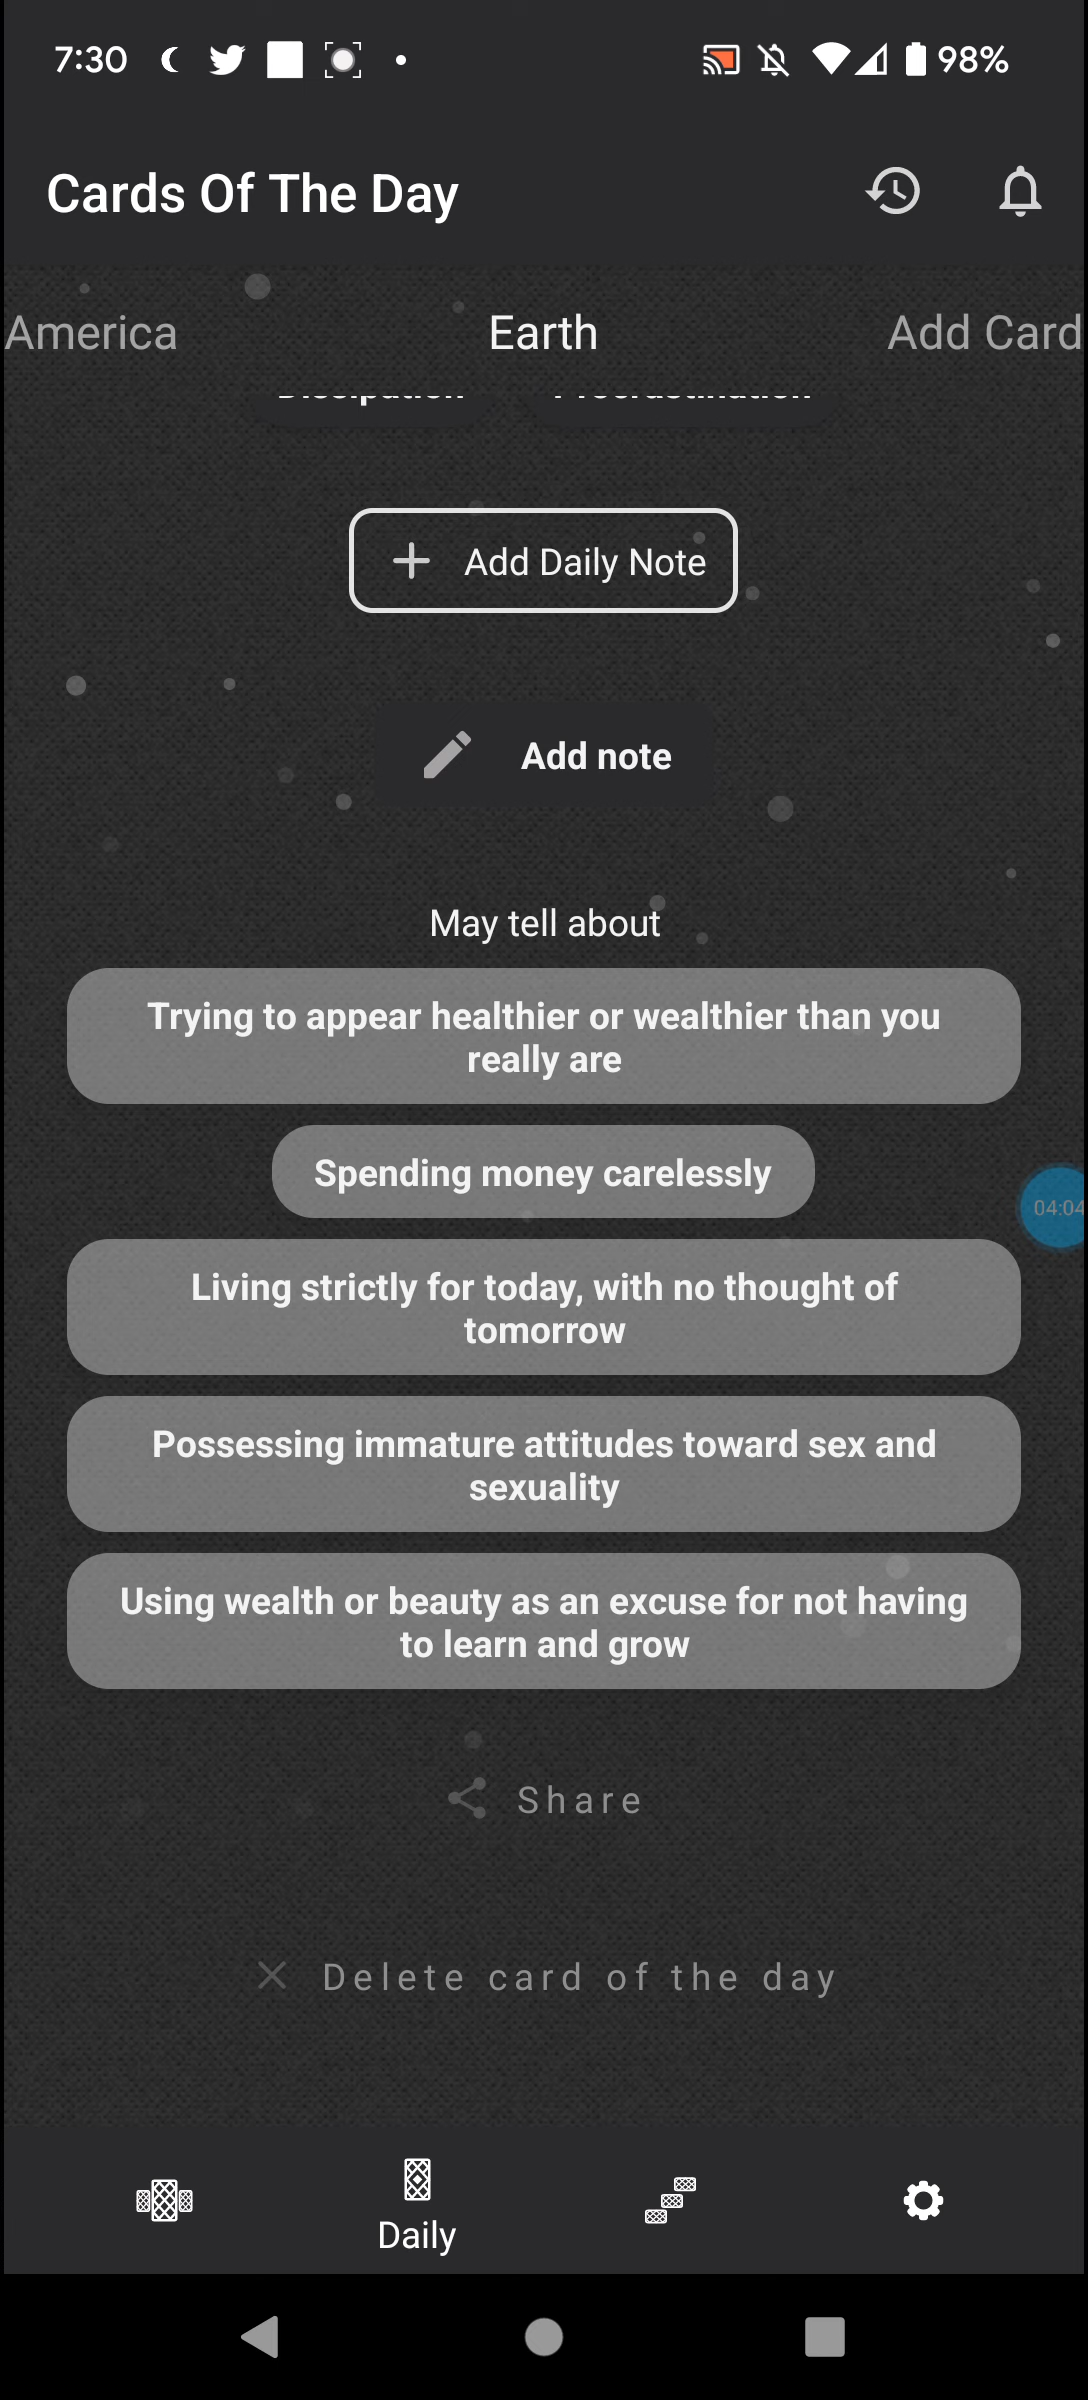 7:30
98%
Cards Of The Day
America Earth Add Card
Dissipation Procrastination
Add Daily Note
Add note
May tell about
Trying to appear healthier or wealthier than you
really are
Spending money carelessly
04:04
Living strictly for today, with no thought of
tomorrow
Possessing immature attitudes toward sex and
sexuality
Using wealth or beauty as an excuse for not having
to learn and grow
Share
Delete card of the day
Daily